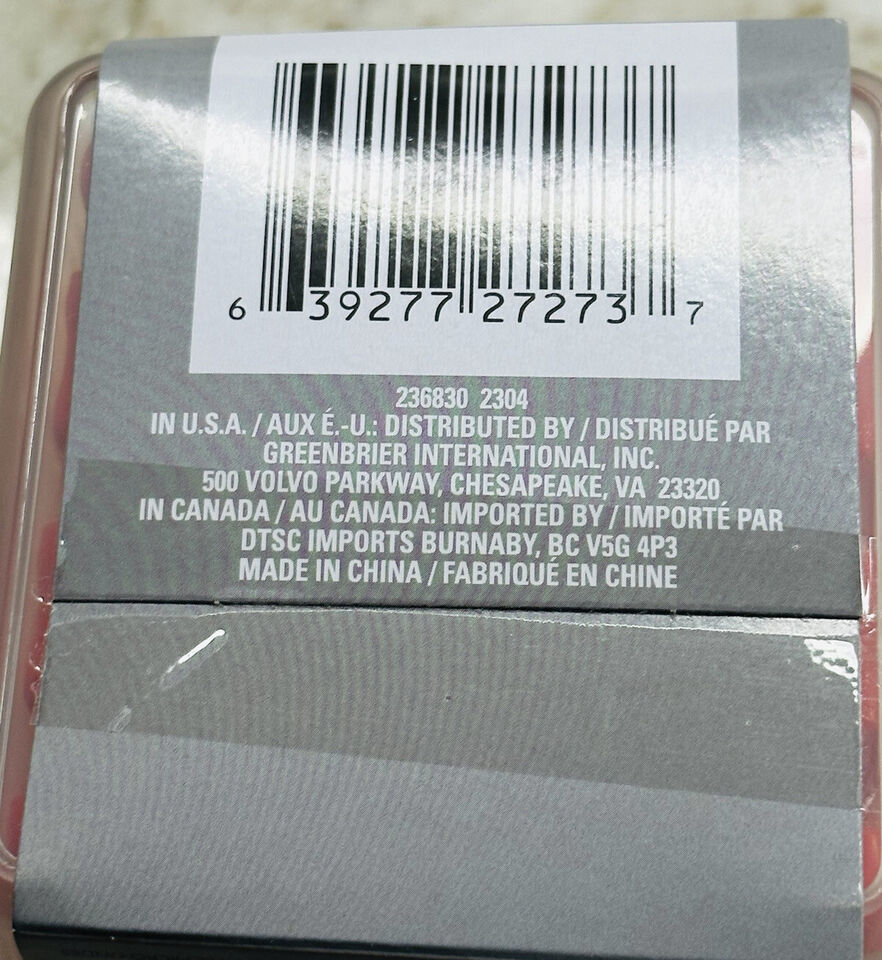 6 39277 27273 7
236830 2304
IN U.S.A. / AUX É.-U.: DISTRIBUTED BY / DISTRIBUÉ PAR
GREENBRIER INTERNATIONAL, INC.
500 VOLVO PARKWAY, CHESAPEAKE, VA 23320
IN CANADA / AU CANADA: IMPORTED BY / IMPORTÉ PAR
DTSC IMPORTS BURNABY, BC V5G 4P3
MADE IN CHINA / FABRIQUÉ EN CHINE